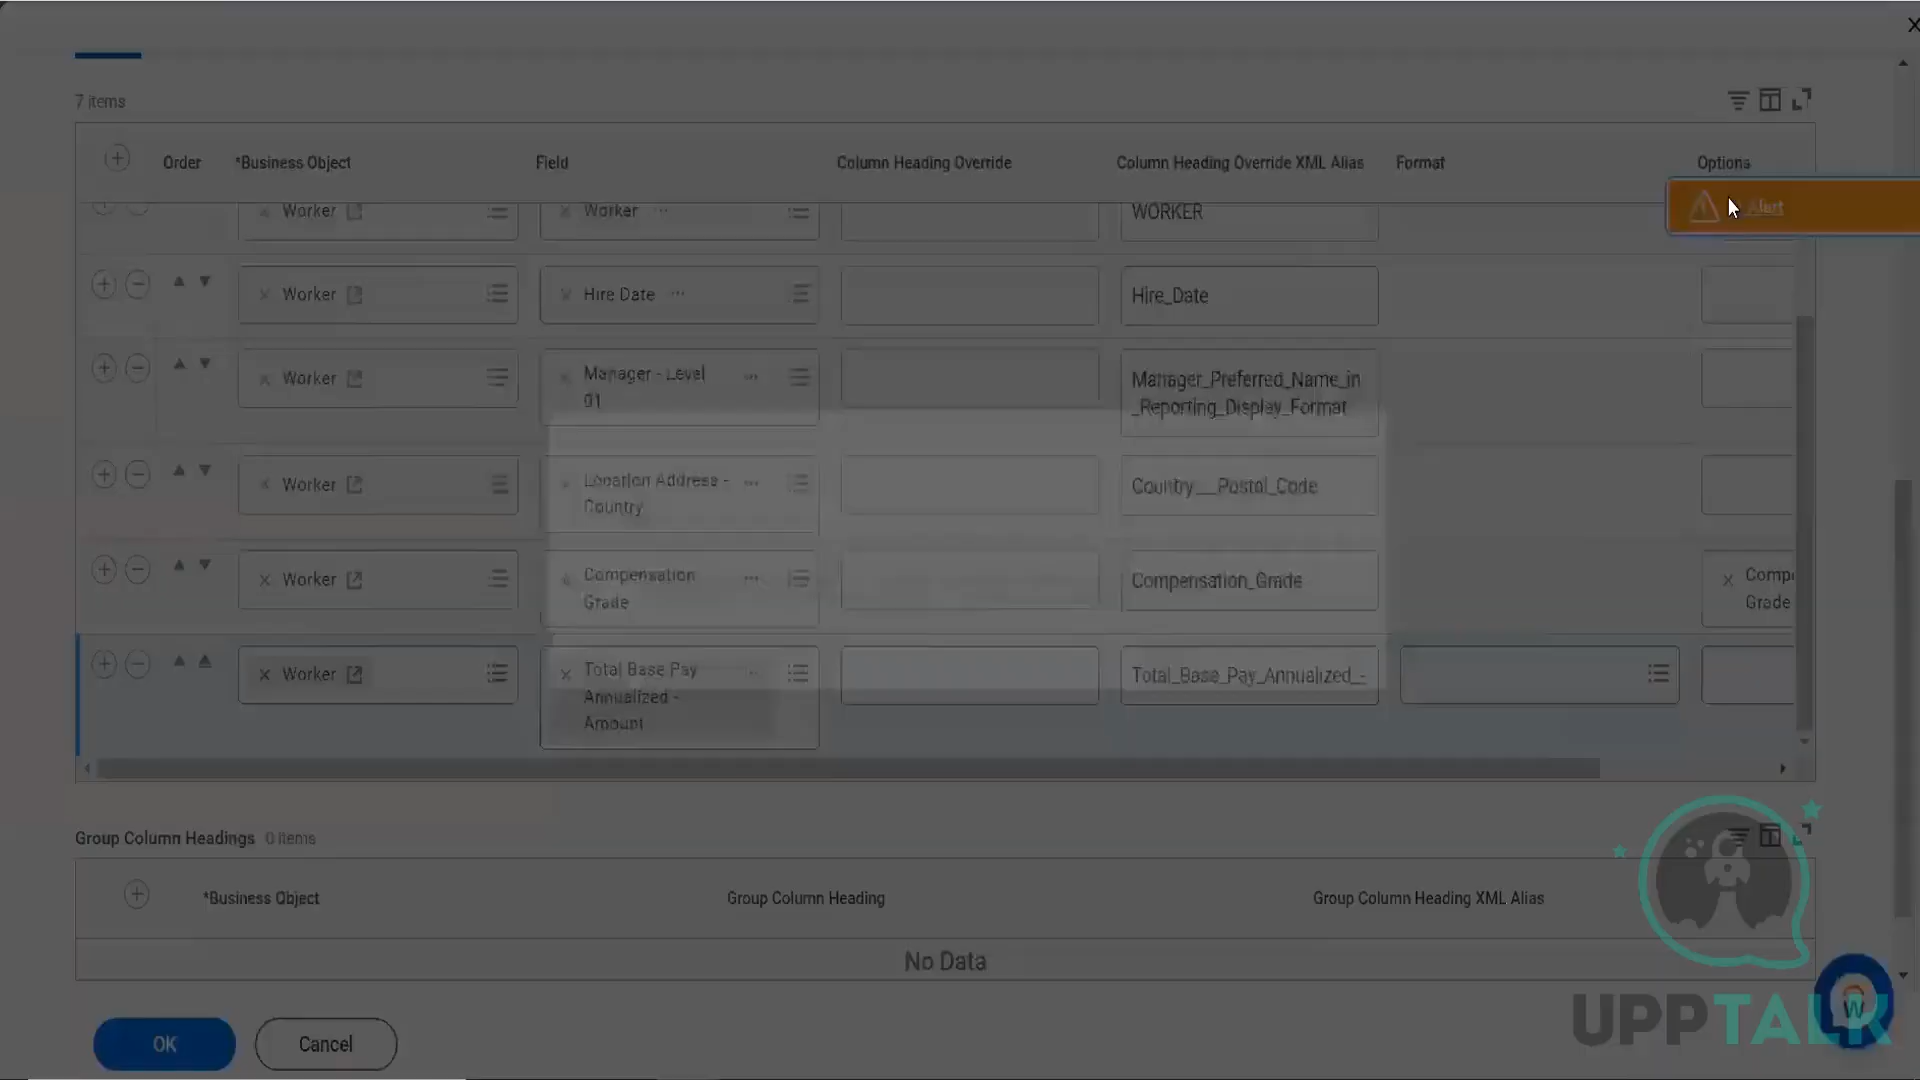 X
7 items
Order *Business Object Field Column Heading Override Column Heading Override XML Alias Format Options
Worker Worker WORKER
Alert
Worker Hire Date Hire_Date
Worker Manager - Level
01 Manager_Preferred_Name_in
_Reporting_Display_Format
Worker Location Address -
Country Country__Postal_Code
Worker Compensation
Grade Compensation_Grade Comp
Grade
Worker Total Base Pay
Annualized -
Amount Total_Base_Pay_Annualized_-
Group Column Headings 0 items
*Business Object Group Column Heading Group Column Heading XML Alias
No Data
OK Cancel
UPPTALK
W